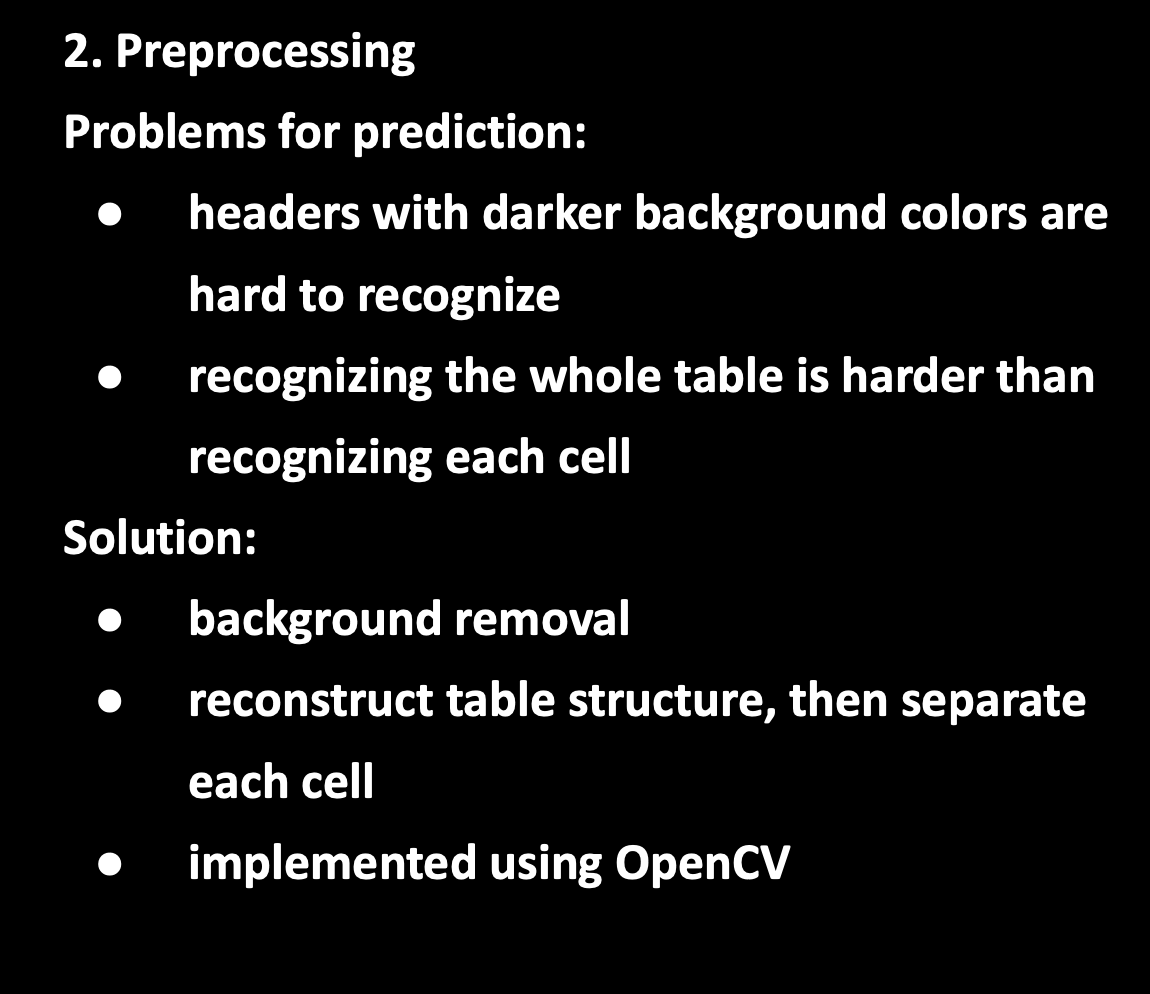 2. Preprocessing
Problems for prediction:
● headers with darker background colors are
hard to recognize
● recognizing the whole table is harder than
recognizing each cell
Solution:
● background removal
● reconstruct table structure, then separate
each cell
● implemented using OpenCV